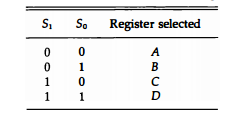 S₁ S₀ Register selected
0 0 A
0 1 B
1 0 C
1 1 D